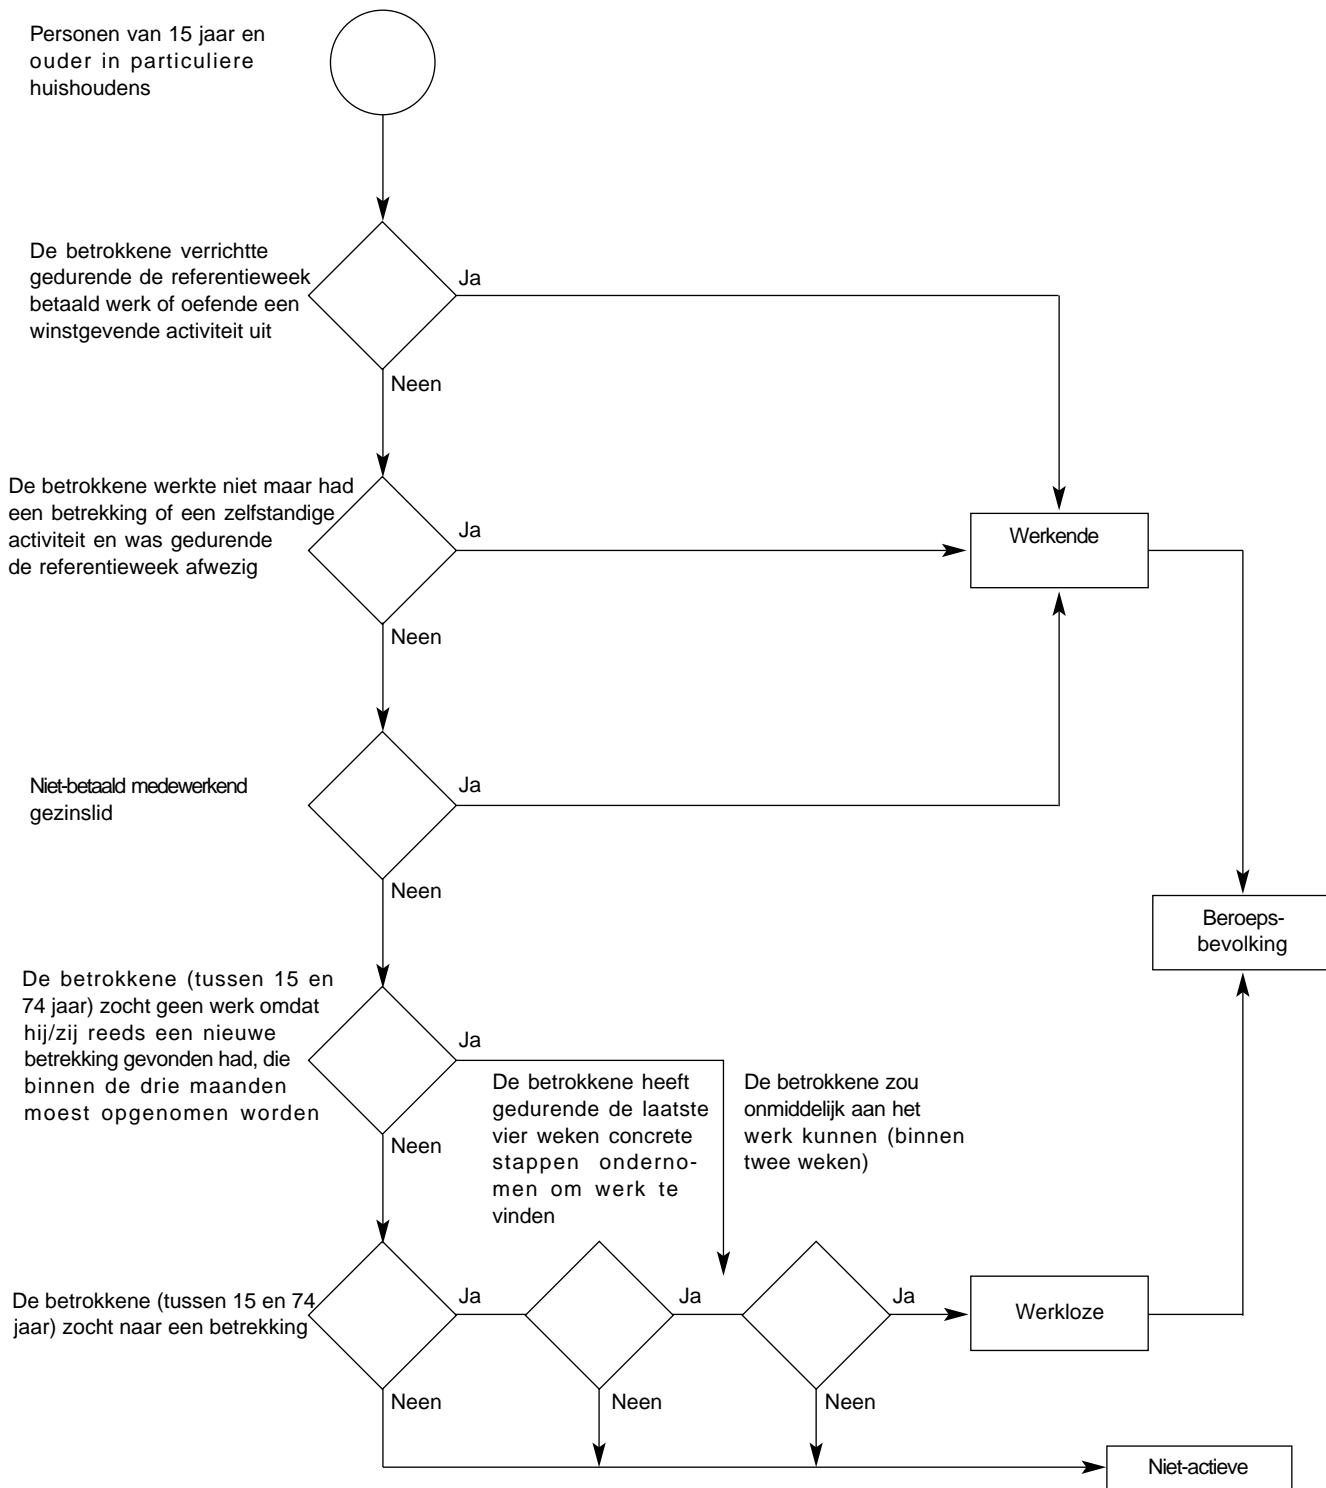 Personen van 15 jaar en
ouder in particuliere
huishoudens
De betrokkene verrichtte
gedurende de referentieweek
betaald werk of oefende een
winstgevende activiteit uit
Ja
Neen
De betrokkene werkte niet maar had
een betrekking of een zelfstandige
activiteit en was gedurende
de referentieweek afwezig
Ja
Werkende
Neen
Niet-betaald medewerkend
gezinslid
Ja
Neen
Beroeps-
bevolking
De betrokkene (tussen 15 en
74 jaar) zocht geen werk omdat
hij/zij reeds een nieuwe
betrekking gevonden had, die
binnen de drie maanden
moest opgenomen worden
Ja
Neen
De betrokkene heeft
gedurende de laatste
vier weken concrete
stappen onderno-
men om werk te
vinden
De betrokkene zou
onmiddelijk aan het
werk kunnen (binnen
twee weken)
De betrokkene (tussen 15 en 74
jaar) zocht naar een betrekking
Ja
Ja
Ja
Werkloze
Neen
Neen
Neen
Niet-actieve